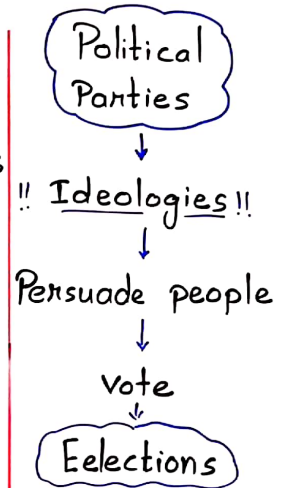 Political
Parties
!! Ideologies !!
Persuade people
vote
Eelections